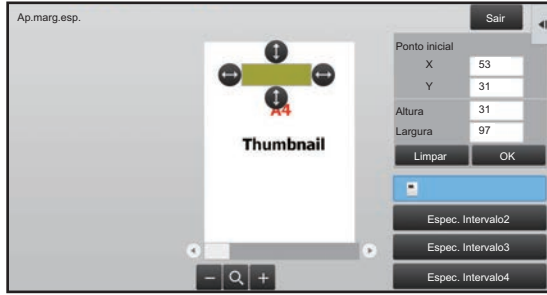 Ap.marg.esp.
Sair
Ponto inicial
X 53
Y 31
Altura 31
Largura 97
Limpar OK
A4
Thumbnail
Espec. Intervalo2
Espec. Intervalo3
Espec. Intervalo4